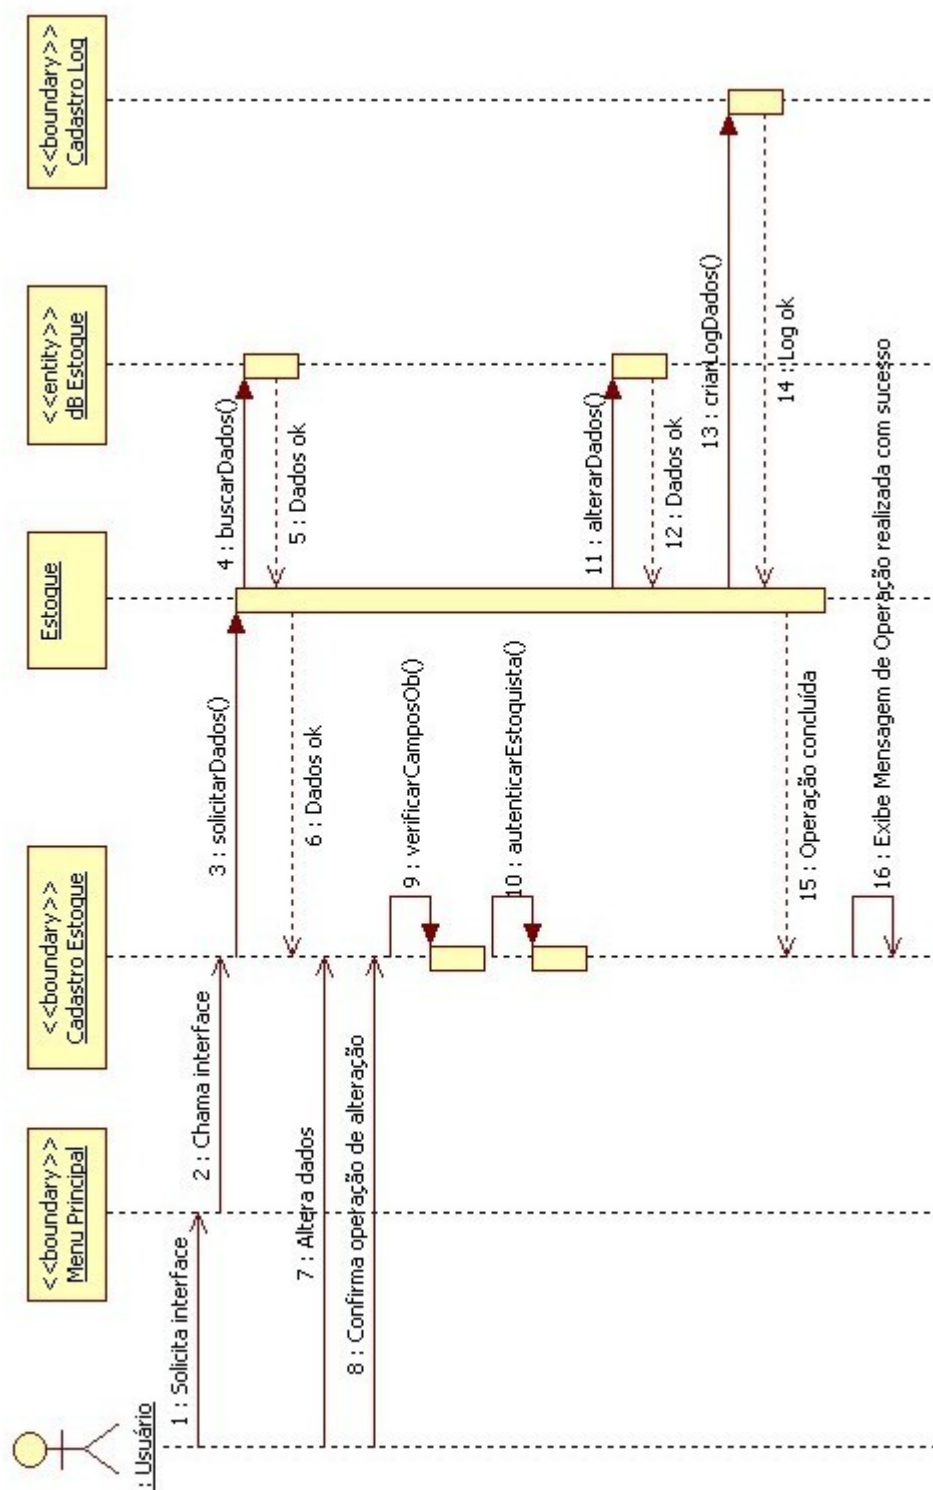 : Usuário
<<boundary>>
Menu Principal
<<boundary>>
Cadastro Estoque
Estoque
<<entity>>
dB Estoque
<<boundary>>
Cadastro Log
1 : Solicita interface
2 : Chama interface
3 : solicitarDados()
4 : buscarDados()
5 : Dados ok
6 : Dados ok
7 : Altera dados
8 : Confirma operação de alteração
9 : verificarCamposOb()
10 : autenticarEstoquista()
11 : alterarDados()
12 : Dados ok
13 : criarLogDados()
14 : Log ok
15 : Operação concluída
16 : Exibe Mensagem de Operação realizada com sucesso